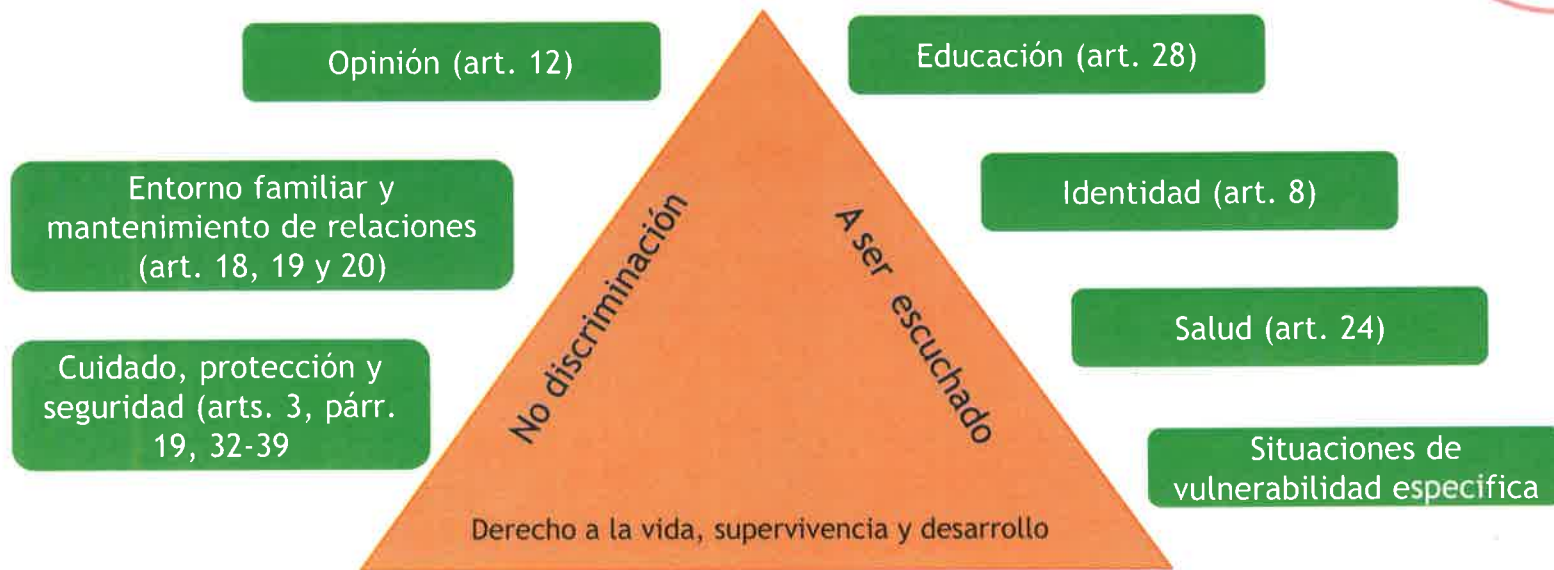 Opinión (art. 12)
Educación (art. 28)
Entorno familiar y
mantenimiento de relaciones
(art. 18, 19 y 20)
Identidad (art. 8)
Cuidado, protección y
seguridad (arts. 3, párr.
19, 32-39
Salud (art. 24)
Situaciones de
vulnerabilidad especifica
No discriminación
A ser escuchado
Derecho a la vida, supervivencia y desarrollo